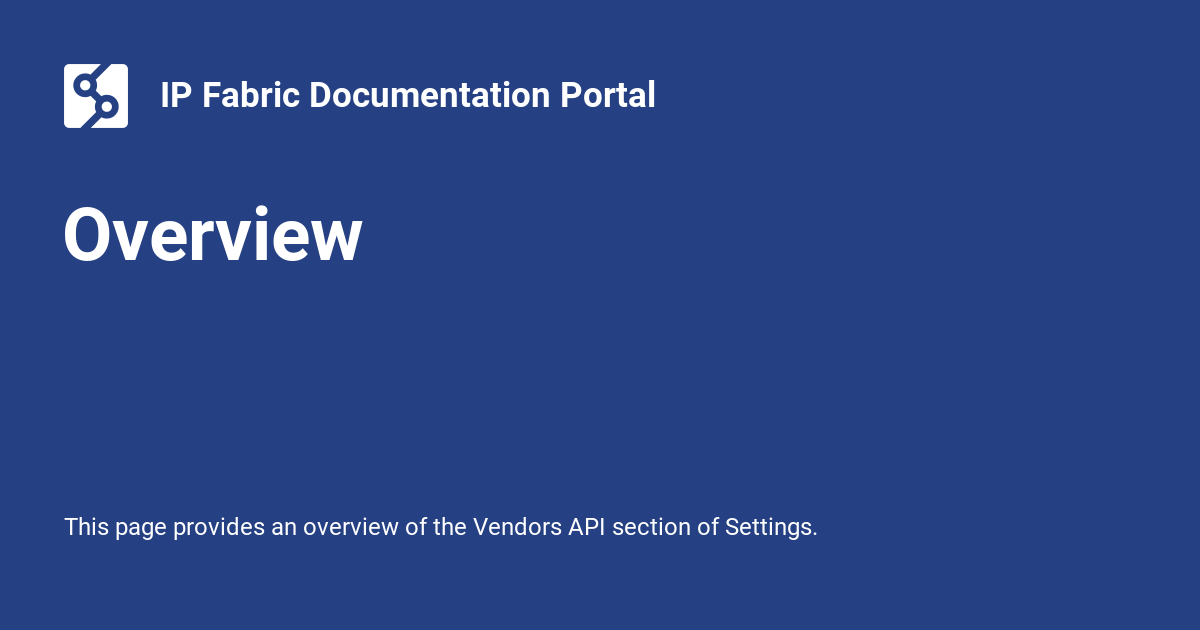 IP Fabric Documentation Portal
Overview
This page provides an overview of the Vendors API section of Settings.